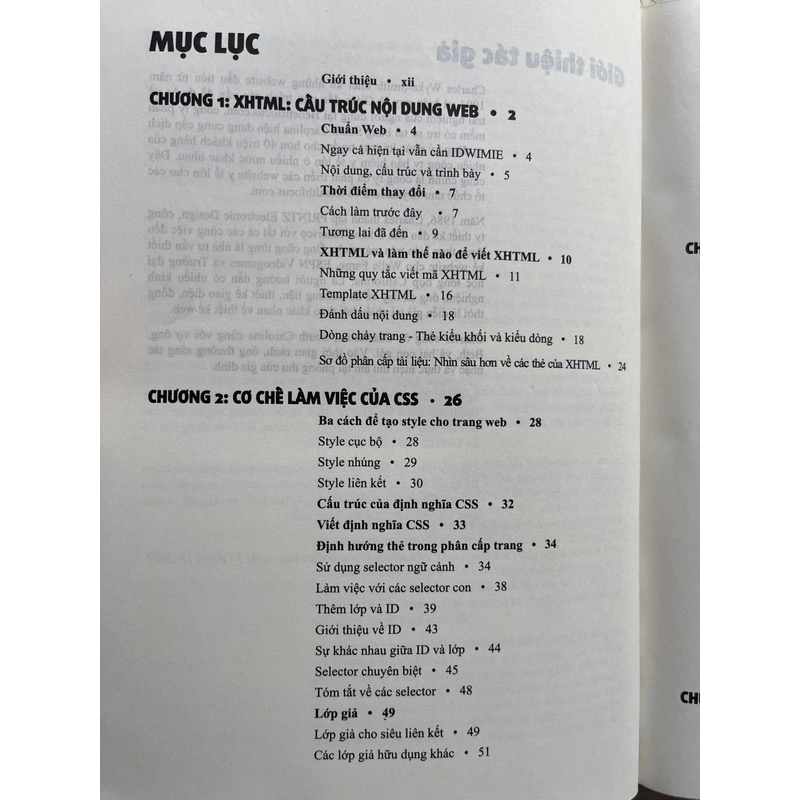 MỤC LỤC
Giới thiệu • xii
CHƯƠNG 1: XHTML: CẤU TRÚC NỘI DUNG WEB • 2
Chuẩn Web • 4
Ngay cả hiện tại vẫn cần IDWIMIE • 4
Nội dung, cấu trúc và trình bày • 5
Thời điểm thay đổi • 7
Cách làm trước đây • 7
Tương lai đã đến • 9
XHTML và làm thế nào để viết XHTML • 10
Những quy tắc viết mã XHTML • 11
Template XHTML • 16
Đánh dấu nội dung • 18
Dòng chảy trang - Thẻ kiểu khối và kiểu dòng • 18
Sơ đồ phân cấp tài liệu: Nhìn sâu hơn về các thẻ của XHTML • 24
CHƯƠNG 2: CƠ CHẾ LÀM VIỆC CỦA CSS • 26
Ba cách để tạo style cho trang web • 28
Style cục bộ • 28
Style nhúng • 29
Style liên kết • 30
Cấu trúc của định nghĩa CSS • 32
Viết định nghĩa CSS • 33
Định hướng thẻ trong phân cấp trang • 34
Sử dụng selector ngữ cảnh • 34
Làm việc với các selector con • 38
Thêm lớp và ID • 39
Giới thiệu về ID • 43
Sự khác nhau giữa ID và lớp • 44
Selector chuyên biệt • 45
Tóm tắt về các selector • 48
Lớp giả • 49
Lớp giả cho siêu liên kết • 49
Các lớp giả hữu dụng khác • 51